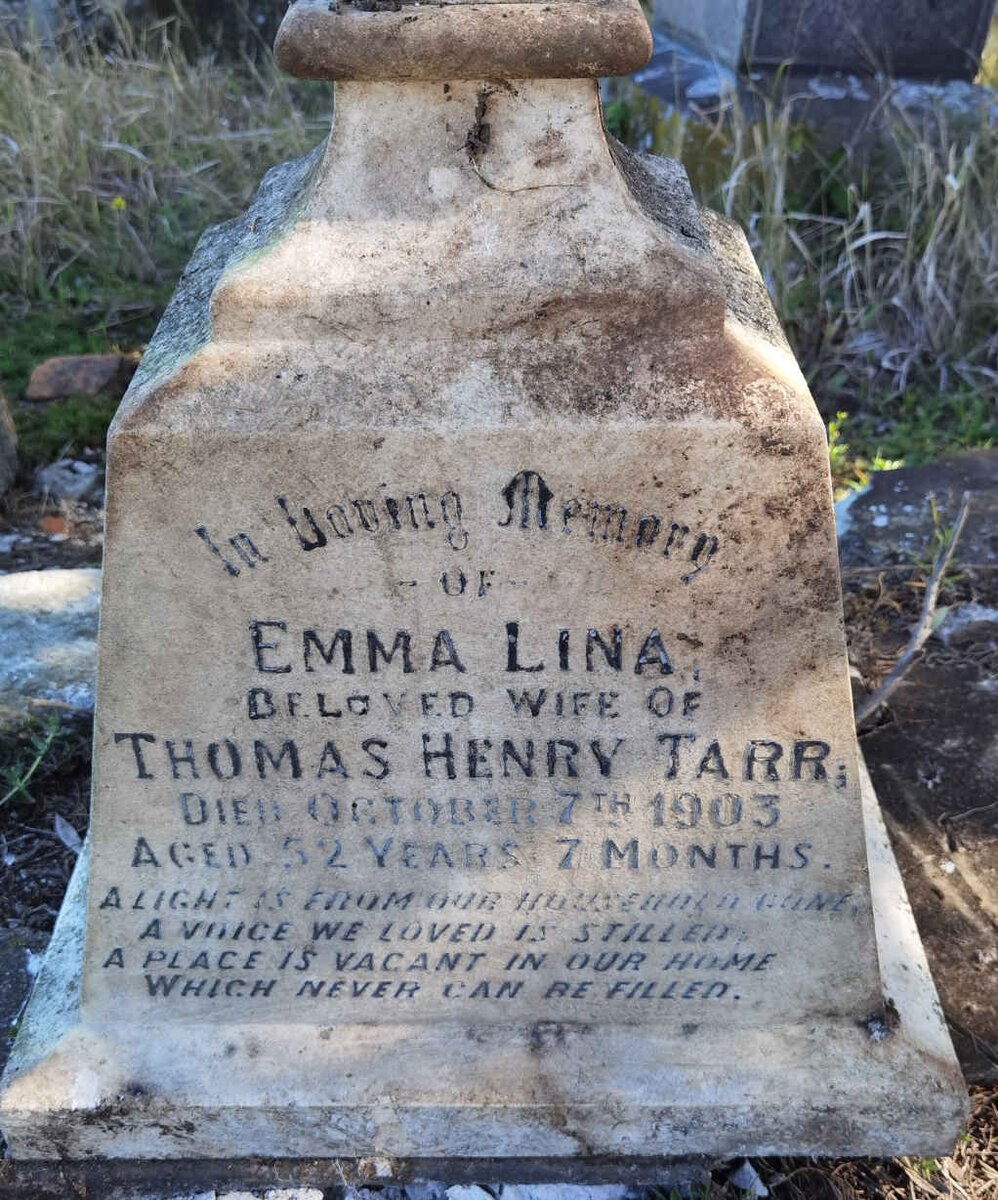 In Loving Memory
- OF -
EMMA LINA,
BELOVED WIFE OF
THOMAS HENRY TARR;
DIED OCTOBER 7TH 1903
AGED 52 YEARS 7 MONTHS.
A LIGHT IS FROM OUR HOUSEHOLD GONE,
A VOICE WE LOVED IS STILLED;
A PLACE IS VACANT IN OUR HOME
WHICH NEVER CAN BE FILLED.